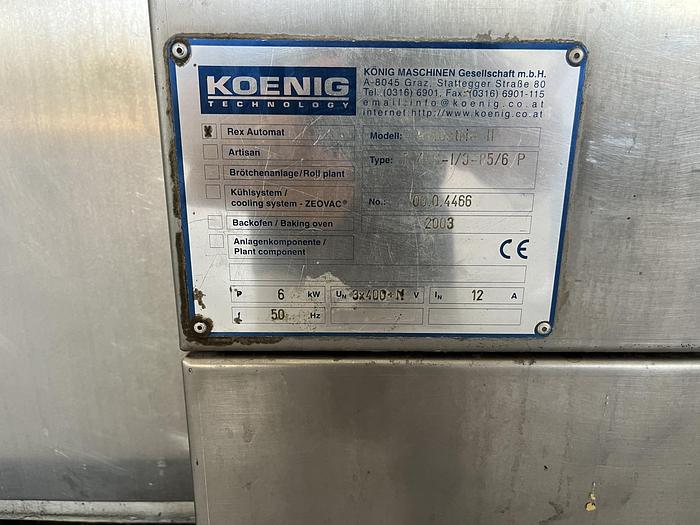 KOENIG
TECHNOLOGY
KÖNIG MASCHINEN Gesellschaft m.b.H.
A-8045 Graz, Stattegger Straße 80
Tel. (0316) 6901, Fax: (0316) 6901-115
email: info@koenig.co.at
internet http://www.koenig.co.at
x Rex Automat
Artisan
Brötchenanlage/Roll plant
Kühlsystem /
cooling system - ZEOVAC®
Backofen / Baking oven
Anlagenkomponente /
Plant component
Modell:
Type:
No.: 4466
2003
CE
P 6 kW UN 3x400+N V IN 12 A
f 50 Hz